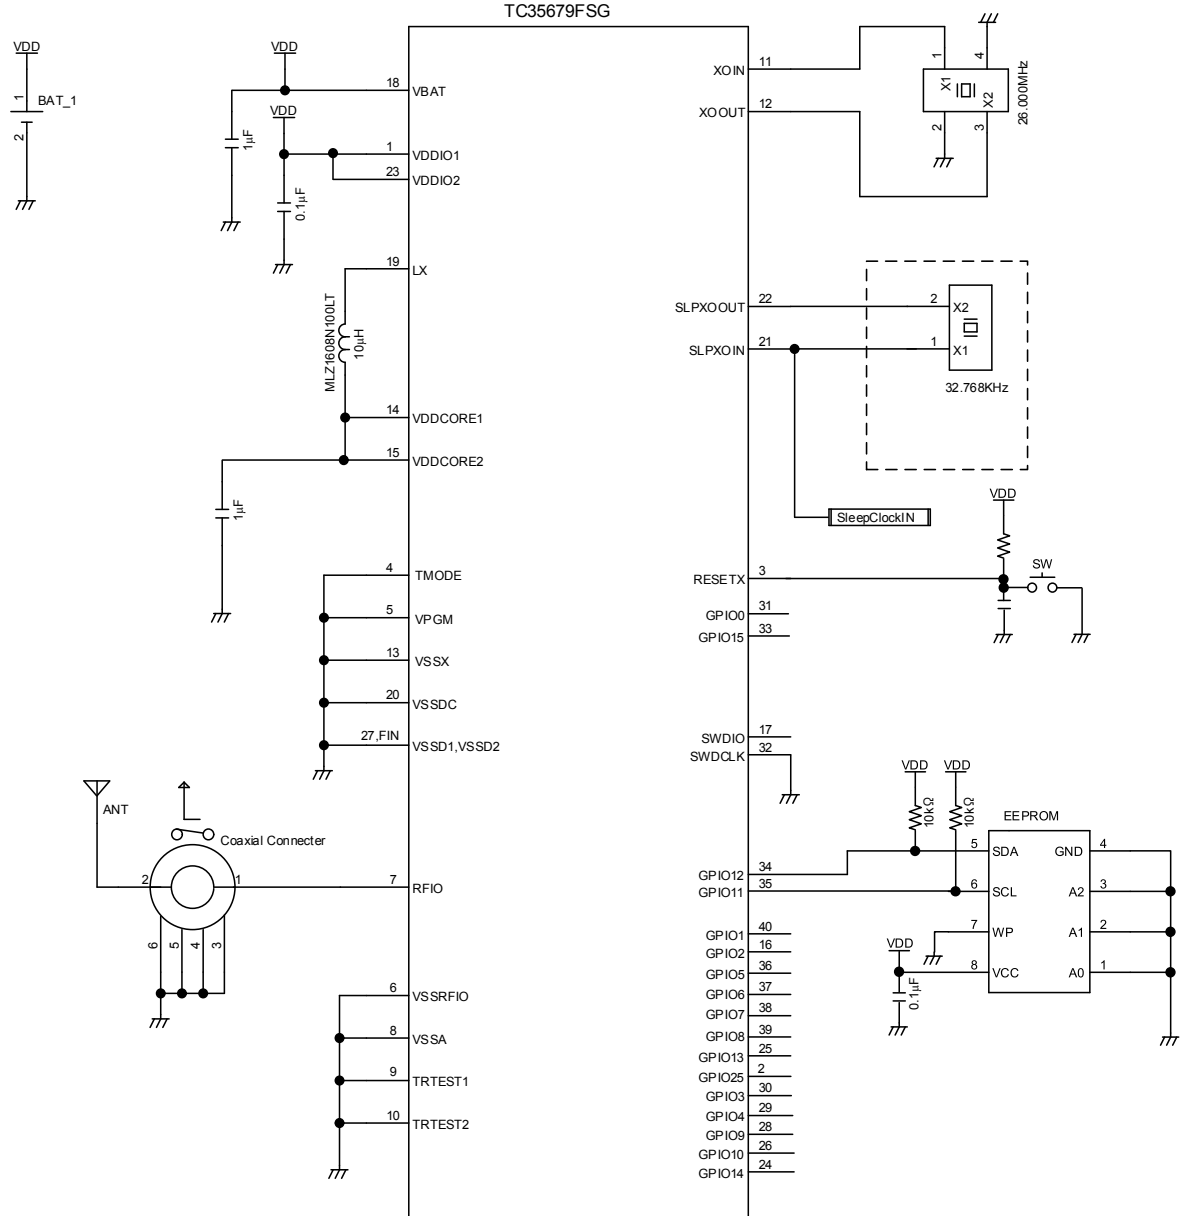 TC35679FSG
VDD
1
BAT_1
2
VDD
18
VBAT
1μF
VDD
1
VDDIO1
23
VDDIO2
0.1μF
19
LX
MLZ1608N100LT
10μH
14
VDDCORE1
15
VDDCORE2
1μF
4
TMODE
5
VPGM
13
VSSX
20
VSSDC
27,FIN
VSSD1,VSSD2
ANT
Coaxial Connecter
2
1
7
RFIO
6
5
4
3
6
VSSRFIO
8
VSSA
9
TRTEST1
10
TRTEST2
XOIN
11
XOOUT
12
1
4
X1
X2
2
3
26.000MHz
SLPXOOUT
22
2
X2
SLPXOIN
21
1
X1
32.768KHz
SleepClockIN
VDD
SW
RESETX
3
GPIO0
31
GPIO15
33
SWDIO
17
SWDCLK
32
VDD
VDD
10kΩ
10kΩ
EEPROM
5
SDA
GND
4
6
SCL
A2
3
7
WP
A1
2
8
VCC
A0
1
VDD
0.1μF
GPIO12
34
GPIO11
35
GPIO1
40
GPIO2
16
GPIO5
36
GPIO6
37
GPIO7
38
GPIO8
39
GPIO13
25
GPIO25
2
GPIO3
30
GPIO4
29
GPIO9
28
GPIO10
26
GPIO14
24